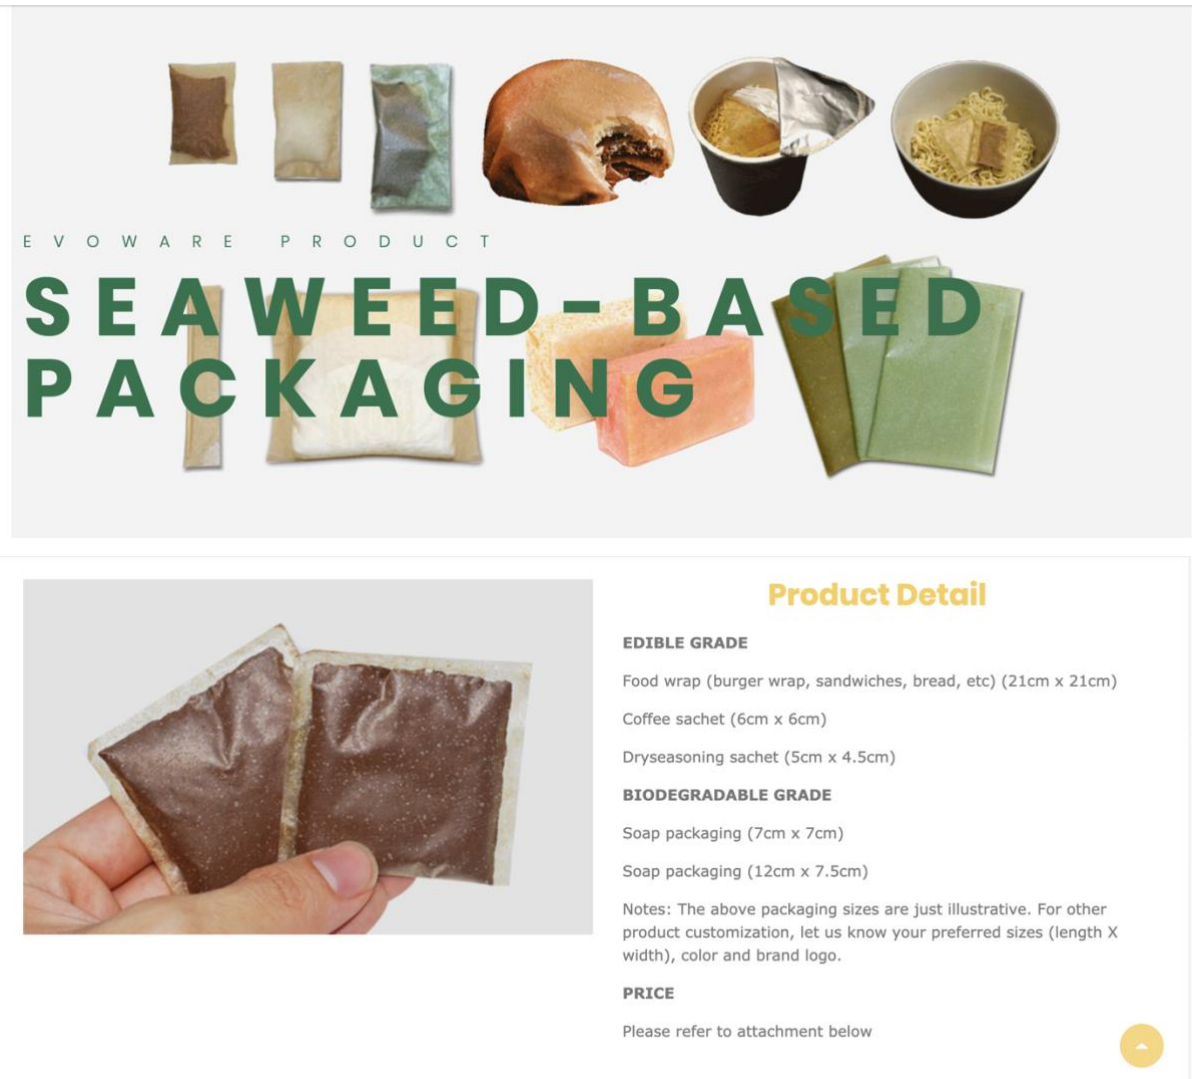 EVOWARE PRODUCT
SEAWEED-BASED
PACKAGING
Product Detail
EDIBLE GRADE
Food wrap (burger wrap, sandwiches, bread, etc) (21cm x 21cm)
Coffee sachet (6cm x 6cm)
Dryseasoning sachet (5cm x 4.5cm)
BIODEGRADABLE GRADE
Soap packaging (7cm x 7cm)
Soap packaging (12cm x 7.5cm)
Notes: The above packaging sizes are just illustrative. For other
product customization, let us know your preferred sizes (length X
width), color and brand logo.
PRICE
Please refer to attachment below